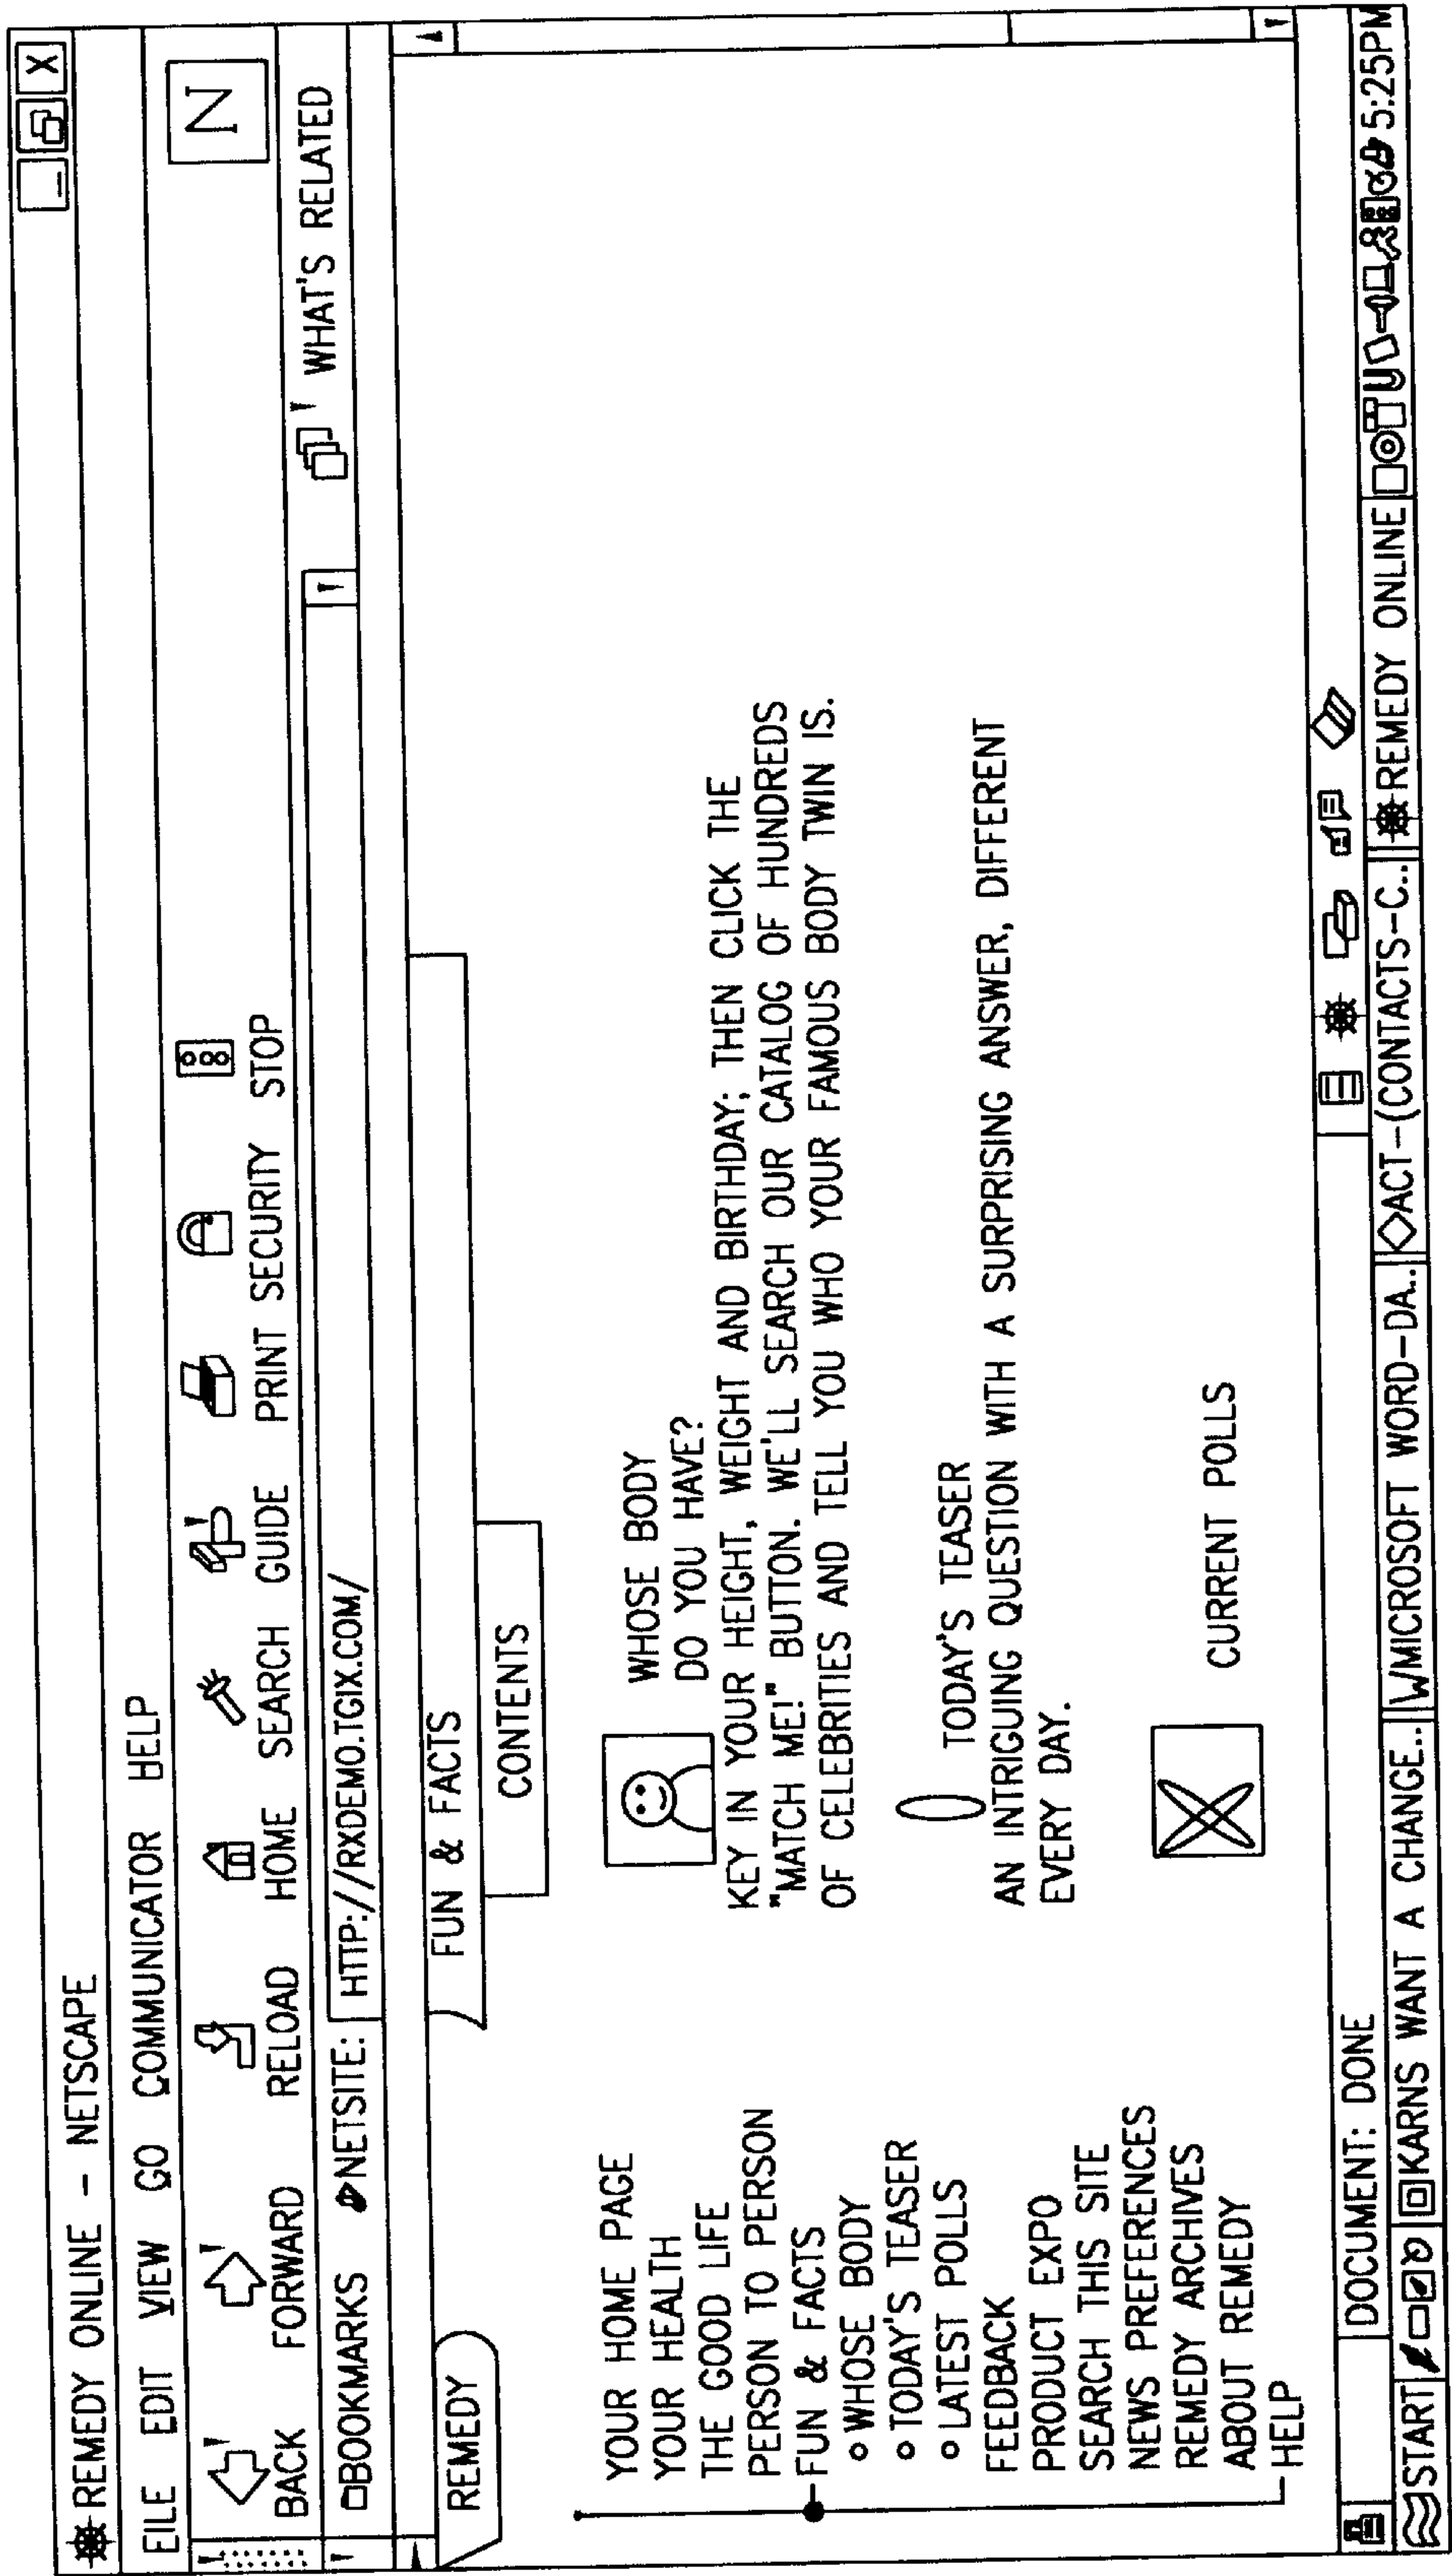 REMEDY ONLINE - NETSCAPE
X
EILE EDIT VIEW GO COMMUNICATOR HELP
N
BACK FORWARD RELOAD HOME SEARCH GUIDE PRINT SECURITY STOP
BOOKMARKS NETSITE: HTTP://RXDEMO.TGIX.COM/ WHAT'S RELATED
REMEDY
FUN & FACTS
CONTENTS
YOUR HOME PAGE
YOUR HEALTH
THE GOOD LIFE
PERSON TO PERSON
FUN & FACTS
WHOSE BODY
TODAY'S TEASER
LATEST POLLS
FEEDBACK
PRODUCT EXPO
SEARCH THIS SITE
NEWS PREFERENCES
REMEDY ARCHIVES
ABOUT REMEDY
HELP
WHOSE BODY
DO YOU HAVE?
KEY IN YOUR HEIGHT, WEIGHT AND BIRTHDAY; THEN CLICK THE
"MATCH ME!" BUTTON. WE'LL SEARCH OUR CATALOG OF HUNDREDS
OF CELEBRITIES AND TELL YOU WHO YOUR FAMOUS BODY TWIN IS.
TODAY'S TEASER
AN INTRIGUING QUESTION WITH A SURPRISING ANSWER, DIFFERENT
EVERY DAY.
CURRENT POLLS
DOCUMENT: DONE
START KARNS WANT A CHANGE.. W MICROSOFT WORD-DA.. ACT-(CONTACTS-C.. REMEDY ONLINE 5:25PM